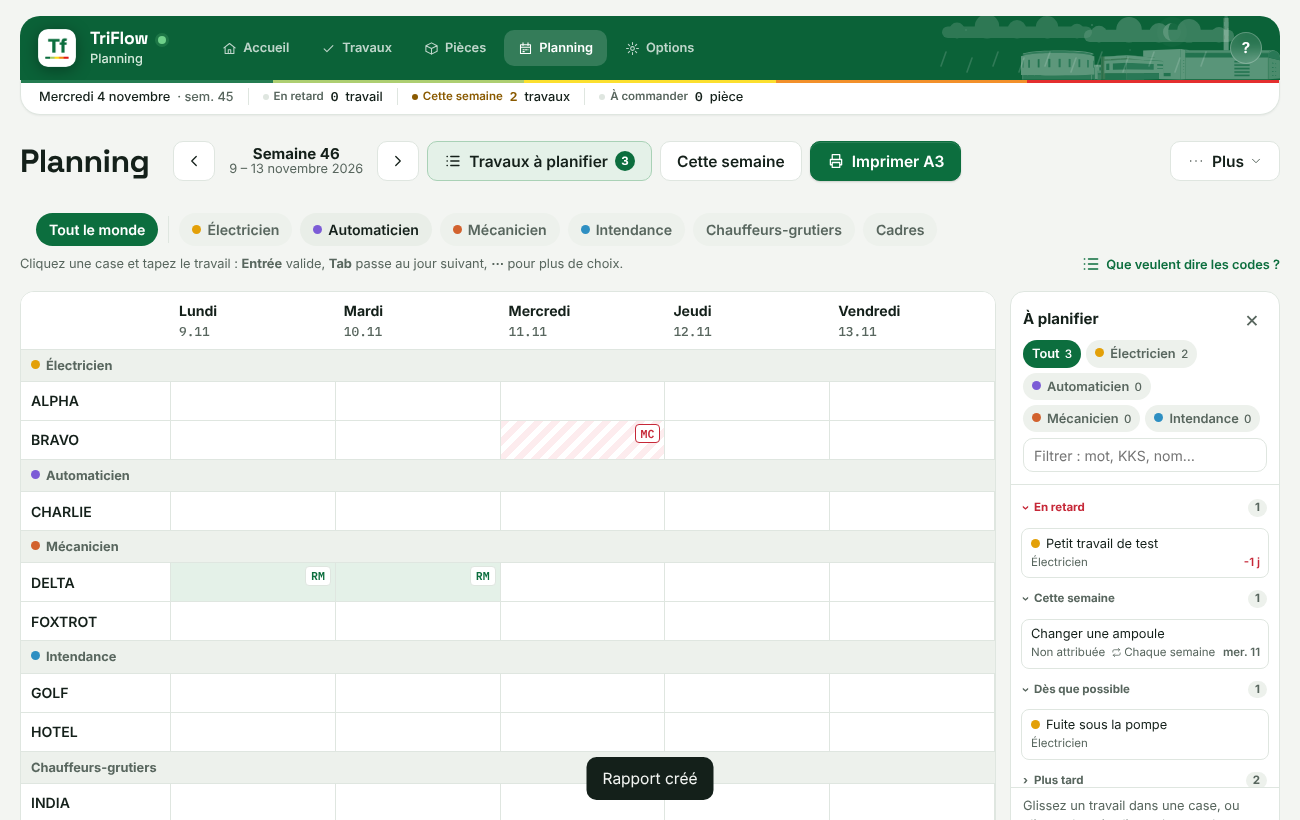 Tf
TriFlow
Planning
Accueil
Travaux
Pièces
Planning
Options
?
Mercredi 4 novembre · sem. 45
En retard 0 travail
Cette semaine 2 travaux
À commander 0 pièce
Planning
Semaine 46
9 – 13 novembre 2026
Travaux à planifier 3
Cette semaine
Imprimer A3
··· Plus
Tout le monde
Électricien
Automaticien
Mécanicien
Intendance
Chauffeurs-grutiers
Cadres
Cliquez une case et tapez le travail : Entrée valide, Tab passe au jour suivant, ··· pour plus de choix.
Que veulent dire les codes ?
Lundi
9.11
Mardi
10.11
Mercredi
11.11
Jeudi
12.11
Vendredi
13.11
Électricien
ALPHA
BRAVO
MC
Automaticien
CHARLIE
Mécanicien
DELTA
RM
RM
FOXTROT
Intendance
GOLF
HOTEL
Chauffeurs-grutiers
INDIA
Rapport créé
À planifier
Tout 3
Électricien 2
Automaticien 0
Mécanicien 0
Intendance 0
Filtrer : mot, KKS, nom...
En retard 1
Petit travail de test
Électricien -1 j
Cette semaine 1
Changer une ampoule
Non attribuée Chaque semaine mer. 11
Dès que possible 1
Fuite sous la pompe
Électricien
Plus tard 2
Glissez un travail dans une case, ou